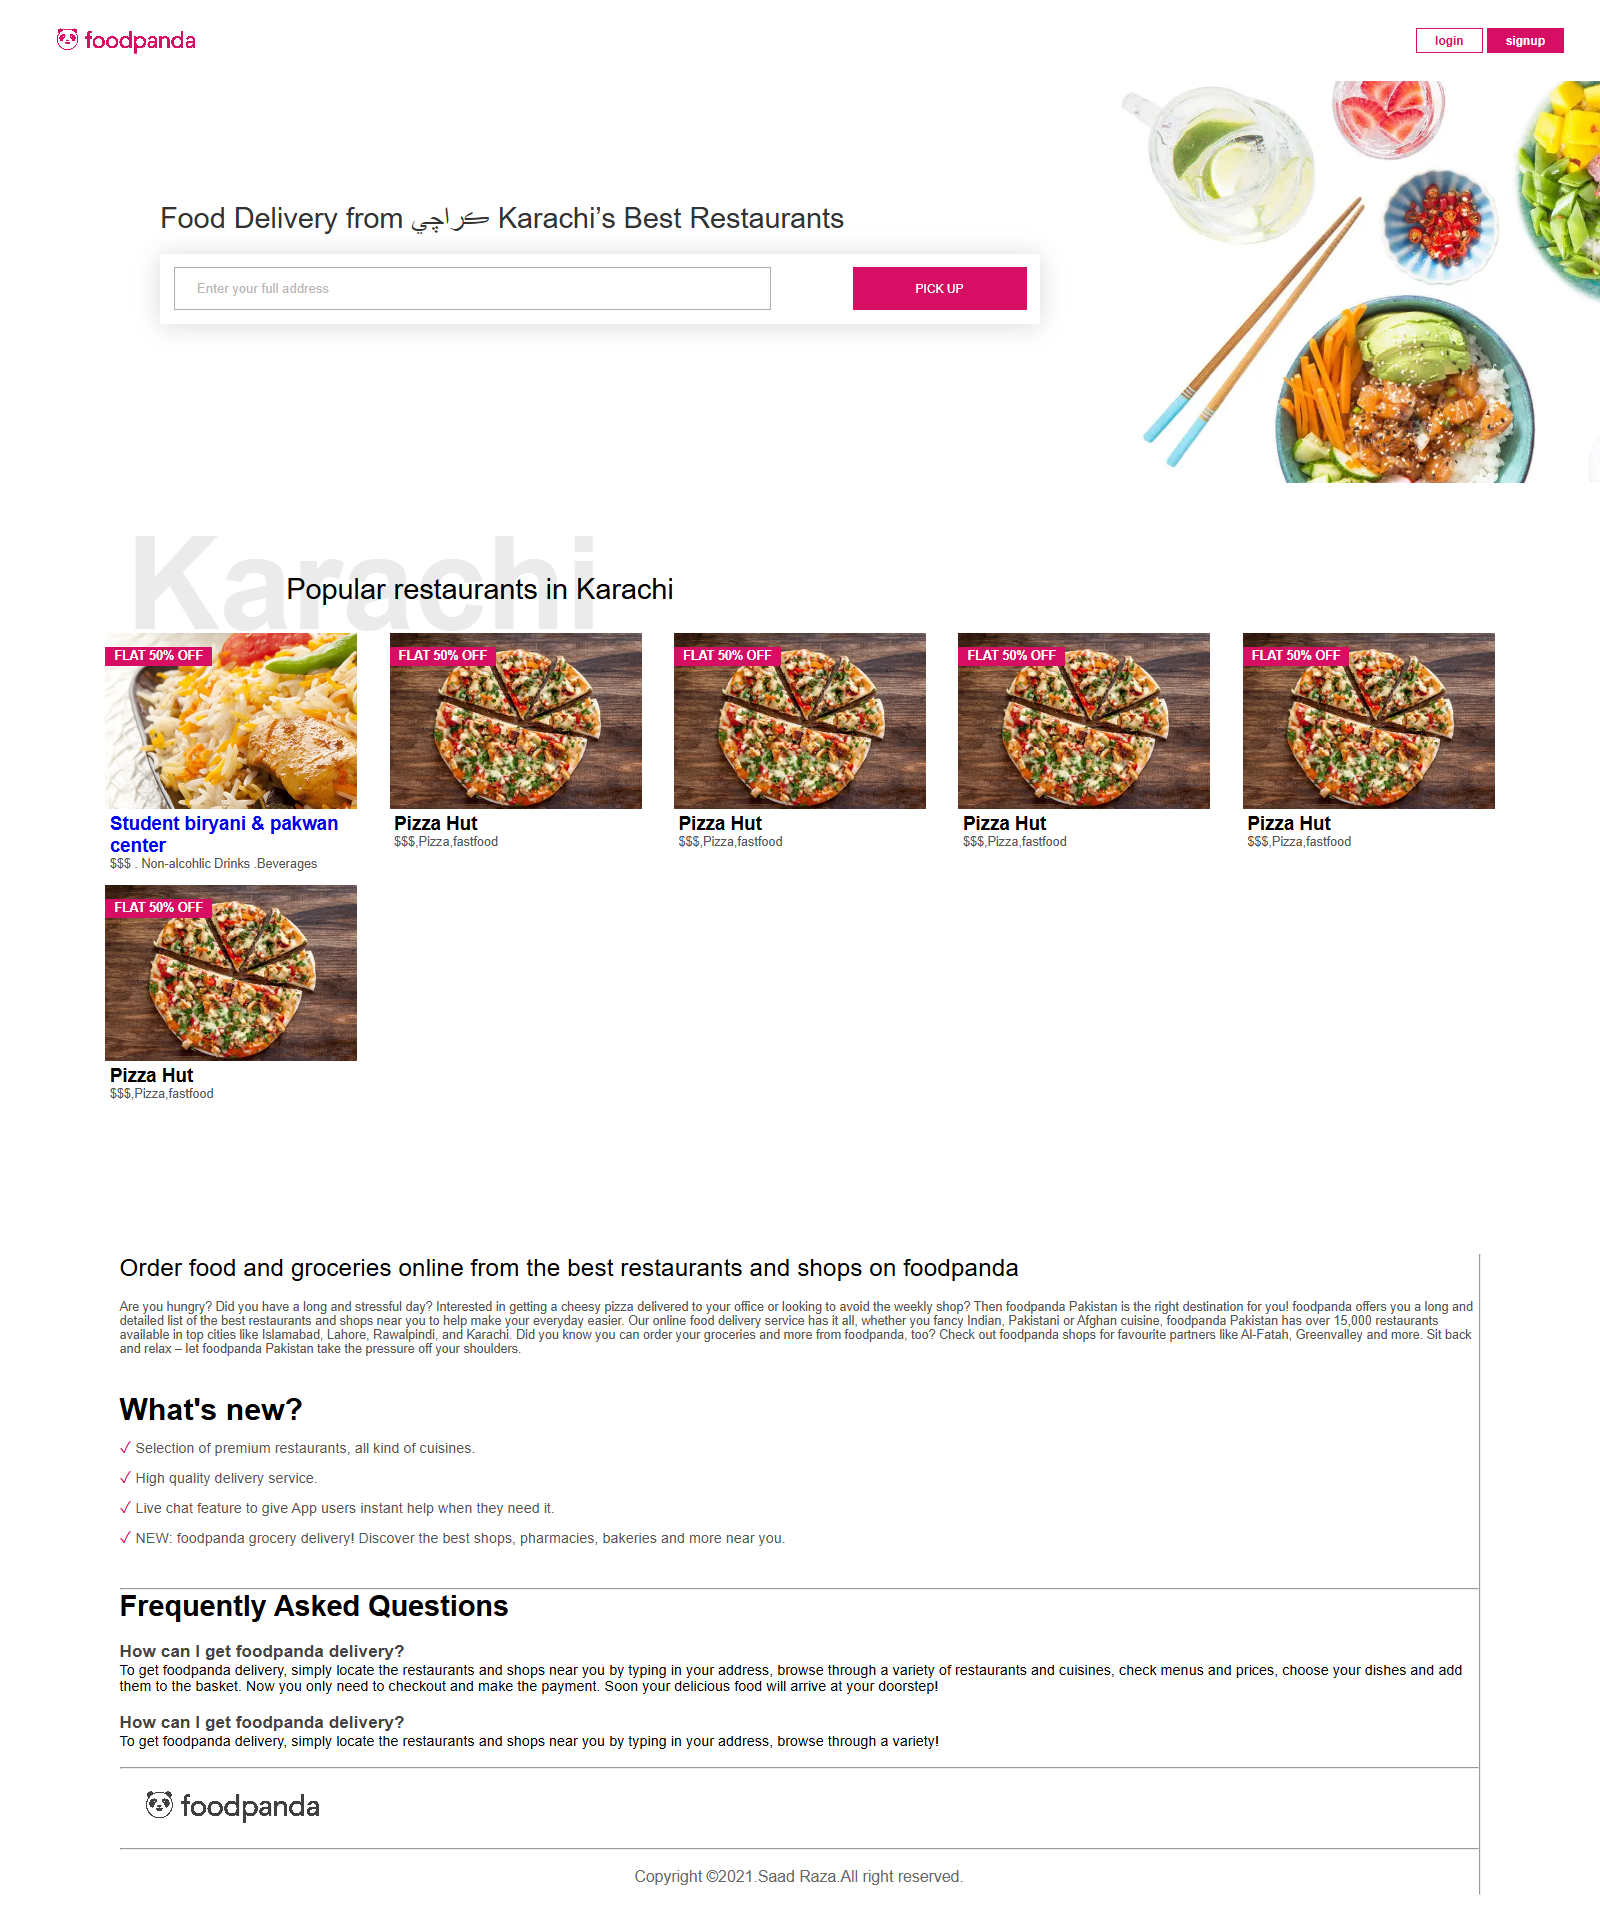 foodpanda
login
signup
Food Delivery from ڪراچي Karachi’s Best Restaurants
Enter your full address
PICK UP
Karachi
Popular restaurants in Karachi
FLAT 50% OFF
FLAT 50% OFF
FLAT 50% OFF
FLAT 50% OFF
FLAT 50% OFF
Student biryani & pakwan
center
$$$ . Non-alcohlic Drinks .Beverages
Pizza Hut
$$$,Pizza,fastfood
Pizza Hut
$$$,Pizza,fastfood
Pizza Hut
$$$,Pizza,fastfood
Pizza Hut
$$$,Pizza,fastfood
FLAT 50% OFF
Pizza Hut
$$$,Pizza,fastfood
Order food and groceries online from the best restaurants and shops on foodpanda
Are you hungry? Did you have a long and stressful day? Interested in getting a cheesy pizza delivered to your office or looking to avoid the weekly shop? Then foodpanda Pakistan is the right destination for you! foodpanda offers you a long and
detailed list of the best restaurants and shops near you to help make your everyday easier. Our online food delivery service has it all, whether you fancy Indian, Pakistani or Afghan cuisine, foodpanda Pakistan has over 15,000 restaurants
available in top cities like Islamabad, Lahore, Rawalpindi, and Karachi. Did you know you can order your groceries and more from foodpanda, too? Check out foodpanda shops for favourite partners like Al-Fatah, Greenvalley and more. Sit back
and relax – let foodpanda Pakistan take the pressure off your shoulders.
What's new?
✓ Selection of premium restaurants, all kind of cuisines.
✓ High quality delivery service.
✓ Live chat feature to give App users instant help when they need it.
✓ NEW: foodpanda grocery delivery! Discover the best shops, pharmacies, bakeries and more near you.
Frequently Asked Questions
How can I get foodpanda delivery?
To get foodpanda delivery, simply locate the restaurants and shops near you by typing in your address, browse through a variety of restaurants and cuisines, check menus and prices, choose your dishes and add
them to the basket. Now you only need to checkout and make the payment. Soon your delicious food will arrive at your doorstep!
How can I get foodpanda delivery?
To get foodpanda delivery, simply locate the restaurants and shops near you by typing in your address, browse through a variety!
foodpanda
Copyright ©2021.Saad Raza.All right reserved.